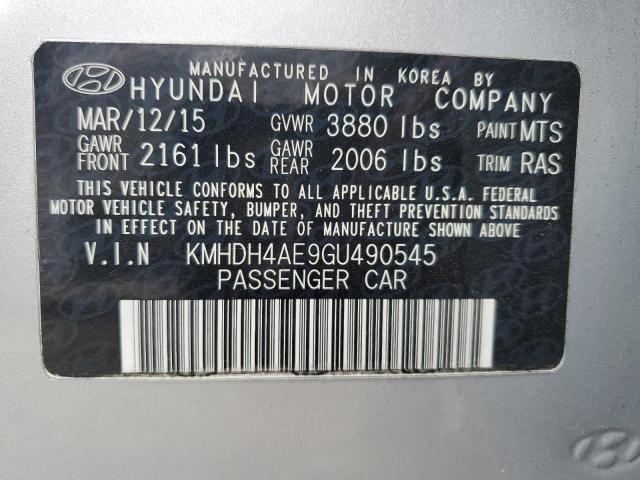 MANUFACTURED IN KOREA BY
HYUNDAI MOTOR COMPANY
MAR/12/15 GVWR 3880 lbs PAINT MTS
GAWR FRONT 2161 lbs GAWR REAR 2006 lbs TRIM RAS
THIS VEHICLE CONFORMS TO ALL APPLICABLE U.S.A. FEDERAL
MOTOR VEHICLE SAFETY, BUMPER, AND THEFT PREVENTION STANDARDS
IN EFFECT ON THE DATE OF MANUFACTURE SHOWN ABOVE
V.I.N KMHDH4AE9GU490545
PASSENGER CAR